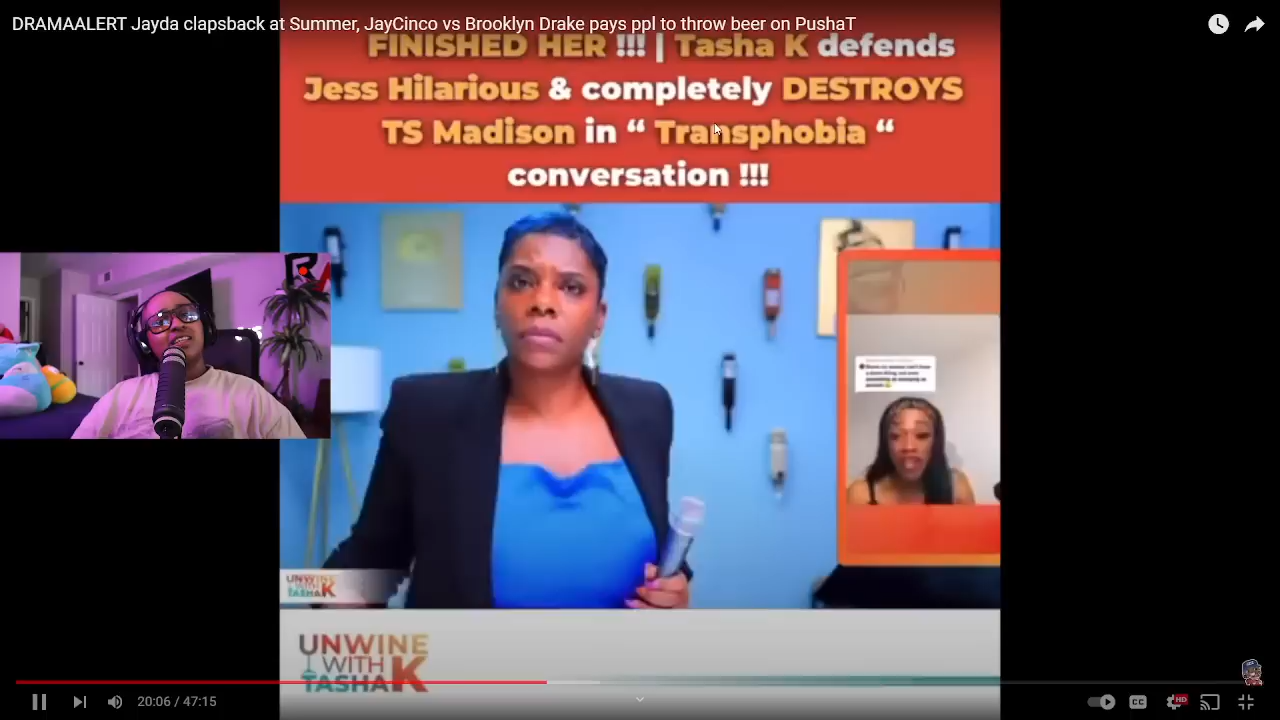 DRAMAALERT Jayda clapsback at Summer, JayCinco vs Brooklyn Drake pays ppl to throw beer on PushaT
FINISHED HER !!! | Tasha K defends
Jess Hilarious & completely DESTROYS
TS Madison in “ Transphobia “
conversation !!!
UNWINE
WITH
TASHA K
UNWINE
WITH
TASHA K
20:06 / 47:15
CC
HD